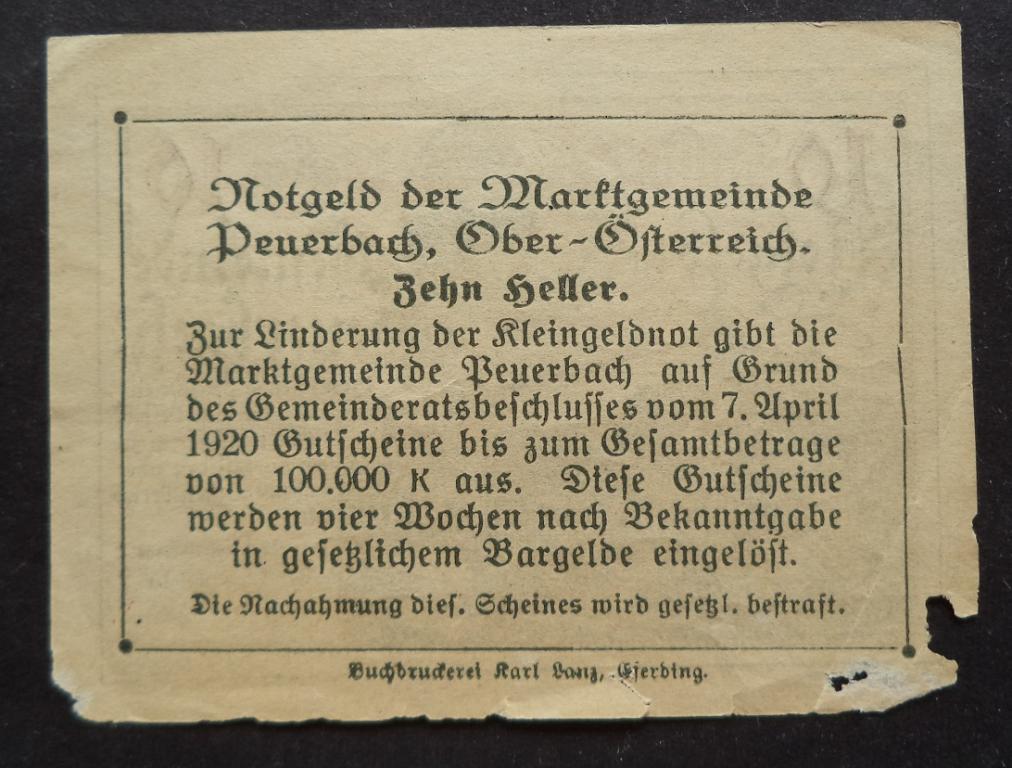 Notgeld der Marktgemeinde
Peuerbach, Ober-Österreich.
Zehn Heller.
Zur Linderung der Kleingeldnot gibt die
Marktgemeinde Peuerbach auf Grund
des Gemeinderatsbeschlusses vom 7. April
1920 Gutscheine bis zum Gesamtbetrage
von 100.000 K aus. Diese Gutscheine
werden vier Wochen nach Bekanntgabe
in gesetzlichem Bargelde eingelöst.
Die Nachahmung dies. Scheines wird gesetzl. bestraft.
Buchdruckerei Karl Lanz, Eferding.